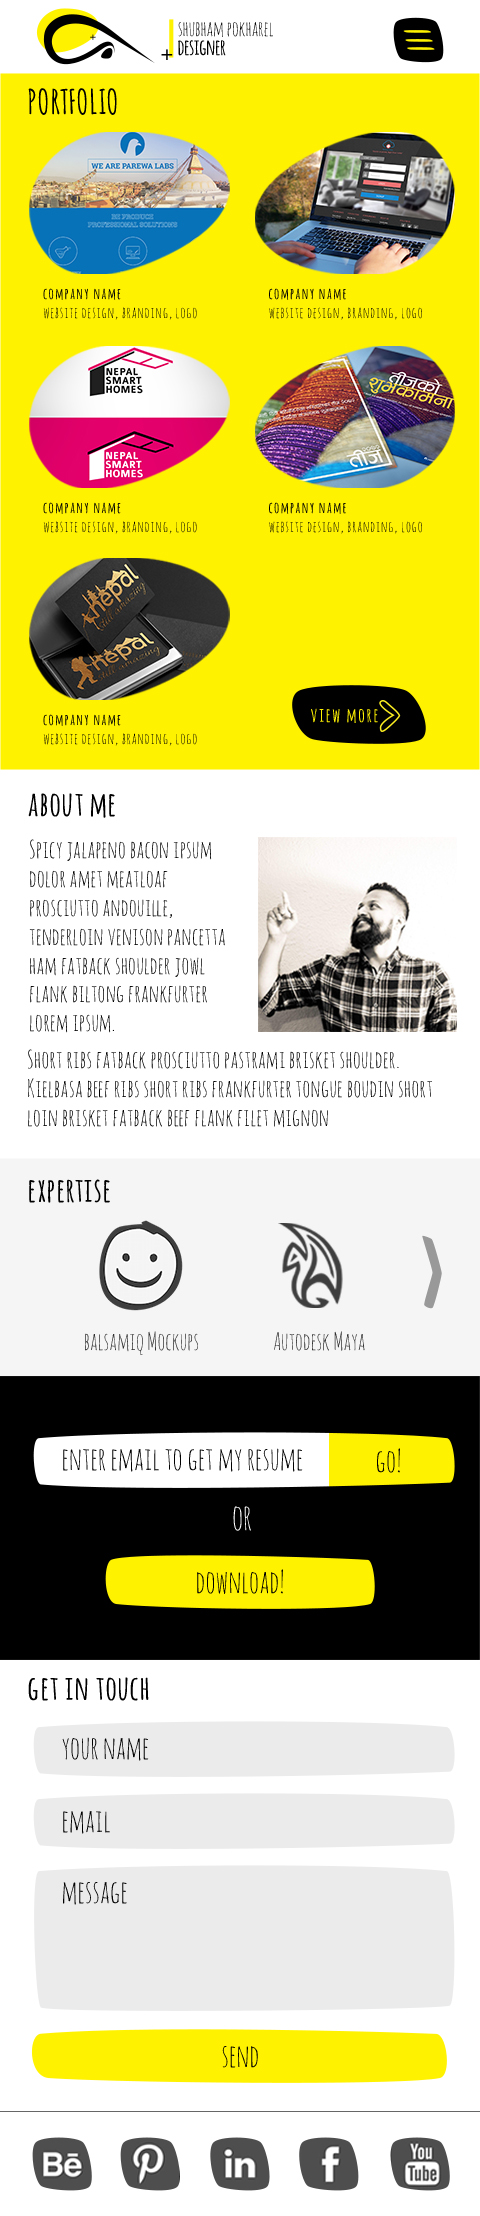 SHUBHAM POKHAREL
DESIGNER
PORTFOLIO
WE ARE PAREWA LABS
WE PRODUCE
PROFESSIONAL SOLUTIONS
COMPANY NAME
WEBSITE DESIGN, BRANDING, LOGO
COMPANY NAME
WEBSITE DESIGN, BRANDING, LOGO
NEPAL
SMART
HOMES
NEPAL
SMART
HOMES
COMPANY NAME
WEBSITE DESIGN, BRANDING, LOGO
तीजको
शुभकामना
तीज
COMPANY NAME
WEBSITE DESIGN, BRANDING, LOGO
nepal
nepal
COMPANY NAME
WEBSITE DESIGN, BRANDING, LOGO
VIEW MORE
ABOUT ME
SPICY JALAPENO BACON IPSUM
DOLOR AMET MEATLOAF
PROSCIUTTO ANDOUILLE,
TENDERLOIN VENISON PANCETTA
HAM FATBACK SHOULDER JOWL
FLANK BILTONG FRANKFURTER
LOREM IPSUM.
SHORT RIBS FATBACK PROSCIUTTO PASTRAMI BRISKET SHOULDER.
KIELBASA BEEF RIBS SHORT RIBS FRANKFURTER TONGUE BOUDIN SHORT
LOIN BRISKET FATBACK BEEF FLANK FILET MIGNON
EXPERTISE
BALSAMIQ MOCKUPS
AUTODESK MAYA
ENTER EMAIL TO GET MY RESUME
GO!
OR
DOWNLOAD!
GET IN TOUCH
YOUR NAME
EMAIL
MESSAGE
SEND
Bē
in
f
You
Tube